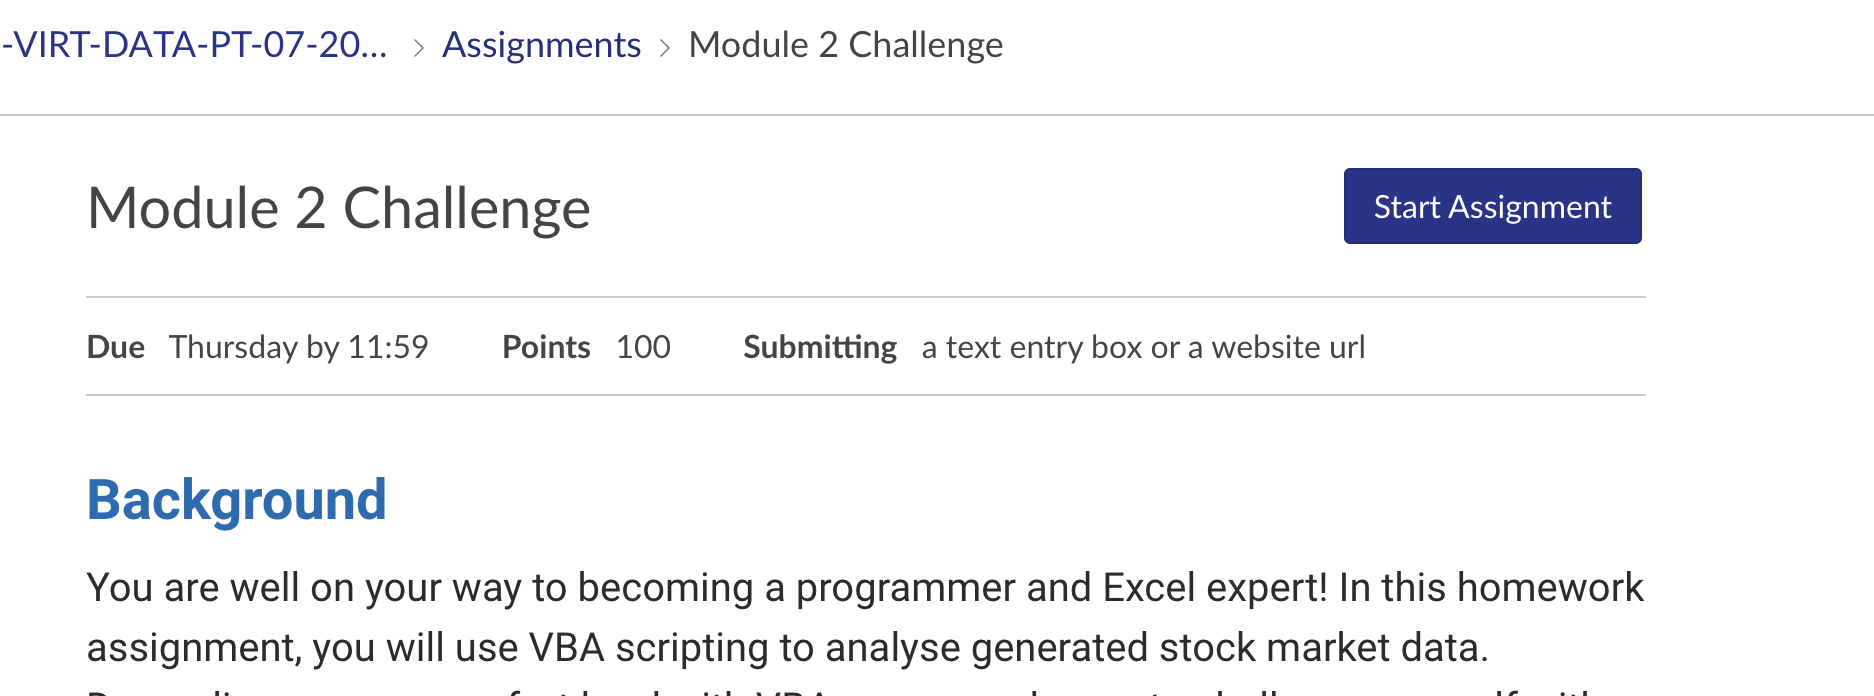 -VIRT-DATA-PT-07-20... > Assignments > Module 2 Challenge
Module 2 Challenge
Start Assignment
Due Thursday by 11:59 Points 100 Submitting a text entry box or a website url
Background
You are well on your way to becoming a programmer and Excel expert! In this homework
assignment, you will use VBA scripting to analyse generated stock market data.